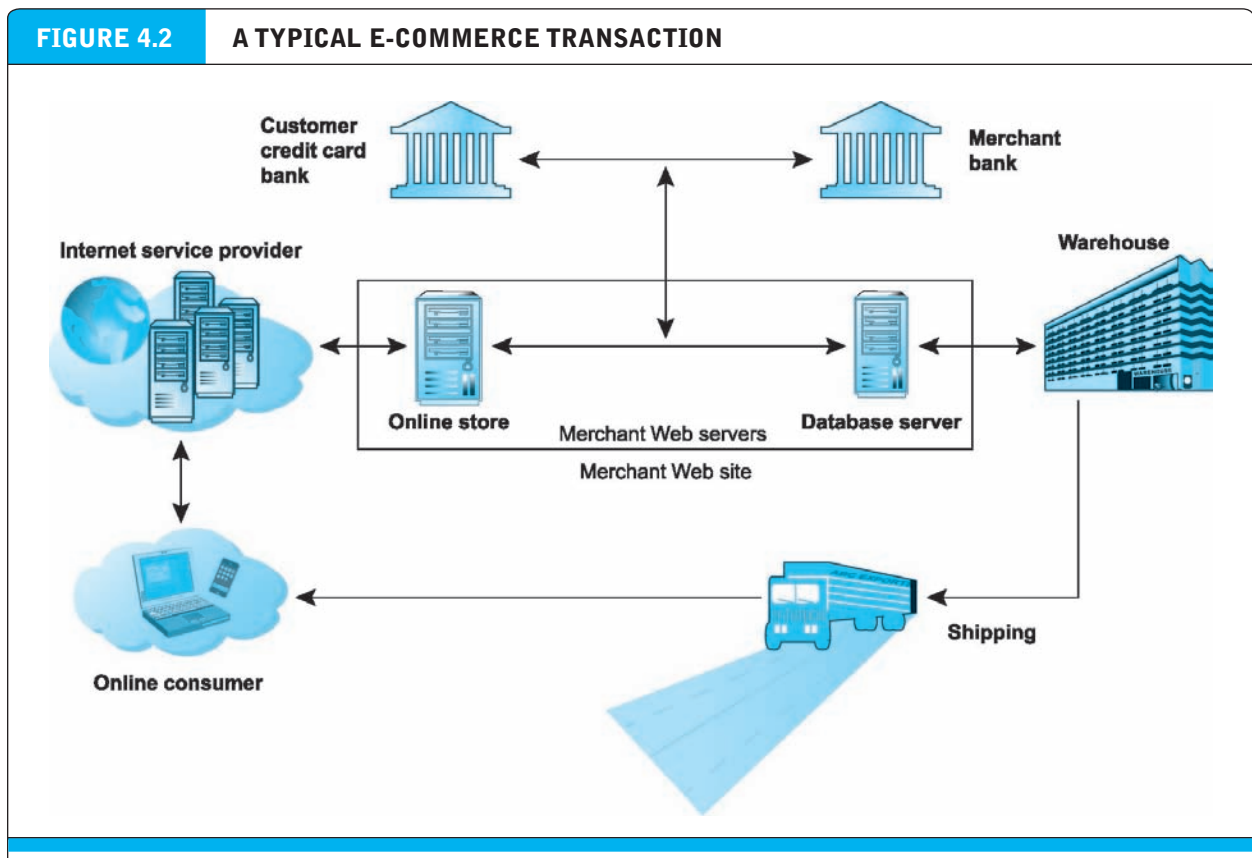 FIGURE 4.2 A TYPICAL E-COMMERCE TRANSACTION
Customer
credit card
bank
Merchant
bank
Internet service provider
Warehouse
WAREHOUSE
Online store
Database server
Merchant Web servers
Merchant Web site
Online consumer
Shipping